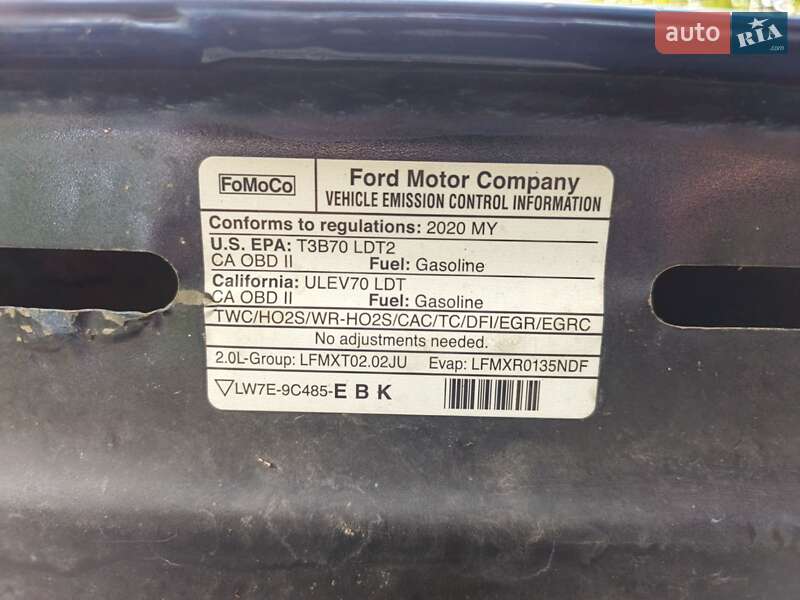 auto RIA
.com
FoMoCo
Ford Motor Company
VEHICLE EMISSION CONTROL INFORMATION
Conforms to regulations: 2020 MY
U.S. EPA: T3B70 LDT2
CA OBD II Fuel: Gasoline
California: ULEV70 LDT
CA OBD II Fuel: Gasoline
TWC/HO2S/WR-HO2S/CAC/TC/DFI/EGR/EGRC
No adjustments needed.
2.0L-Group: LFMXT02.02JU Evap: LFMXR0135NDF
LW7E-9C485-E B K